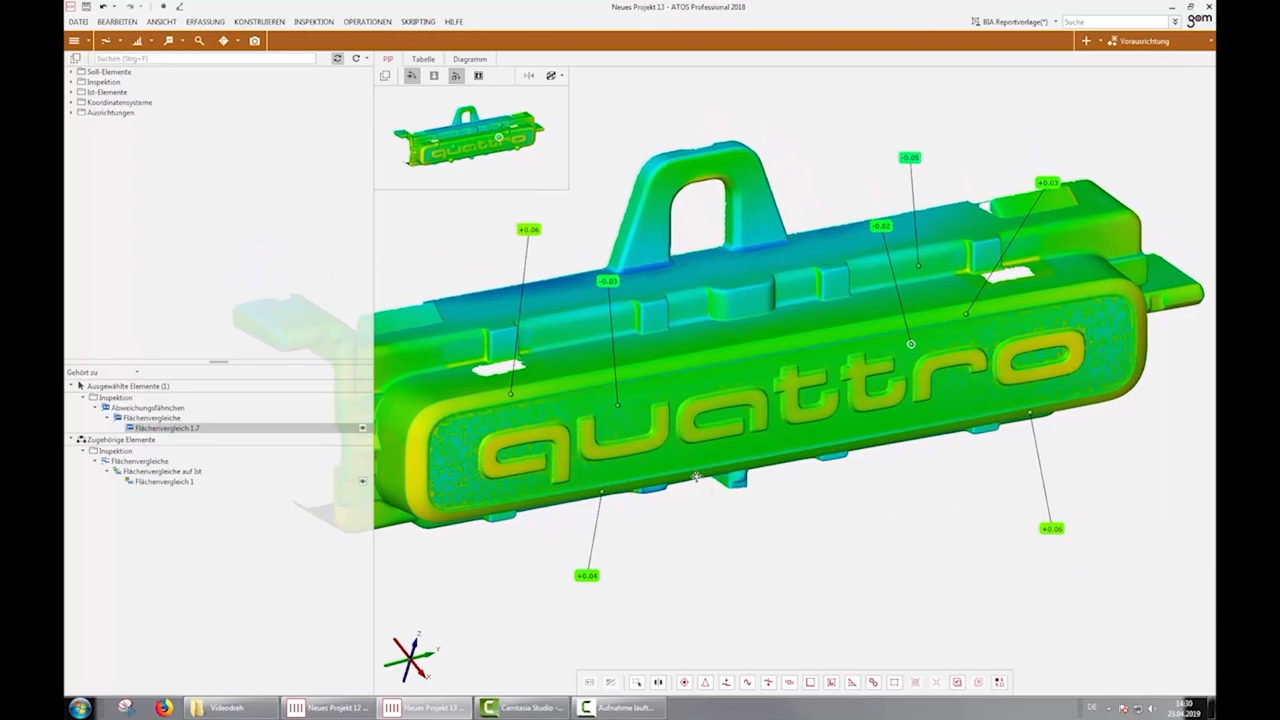 Neues Projekt 13 - ATOS Professional 2018
DATEI BEARBEITEN ANSICHT ERFASSUNG KONSTRUIEREN INSPEKTION OPERATIONEN SKRIPTING HILFE
BIA Reportvorlage(*) Suche gom
Vorausrichtung
Suchen (Strg+F)
PIP Tabelle Diagramm
Soll-Elemente
Inspektion
Ist-Elemente
Koordinatensysteme
Ausrichtungen
-0.05
+0.03
-0.02
+0.06
-0.03
quattro
quattro
Gehört zu
Ausgewählte Elemente (1)
Inspektion
Abweichungsfähnchen
Flächenvergleiche
Flächenvergleich 1.7
Zugehörige Elemente
Inspektion
Flächenvergleiche
Flächenvergleiche auf Ist
Flächenvergleich 1
+0.06
+0.04
Z
Y
X
Videodreh Neues Projekt 12 ... Neues Projekt 13 ... Camtasia Studio -... Aufnahme läuft...
DE 14:30
23.04.2019